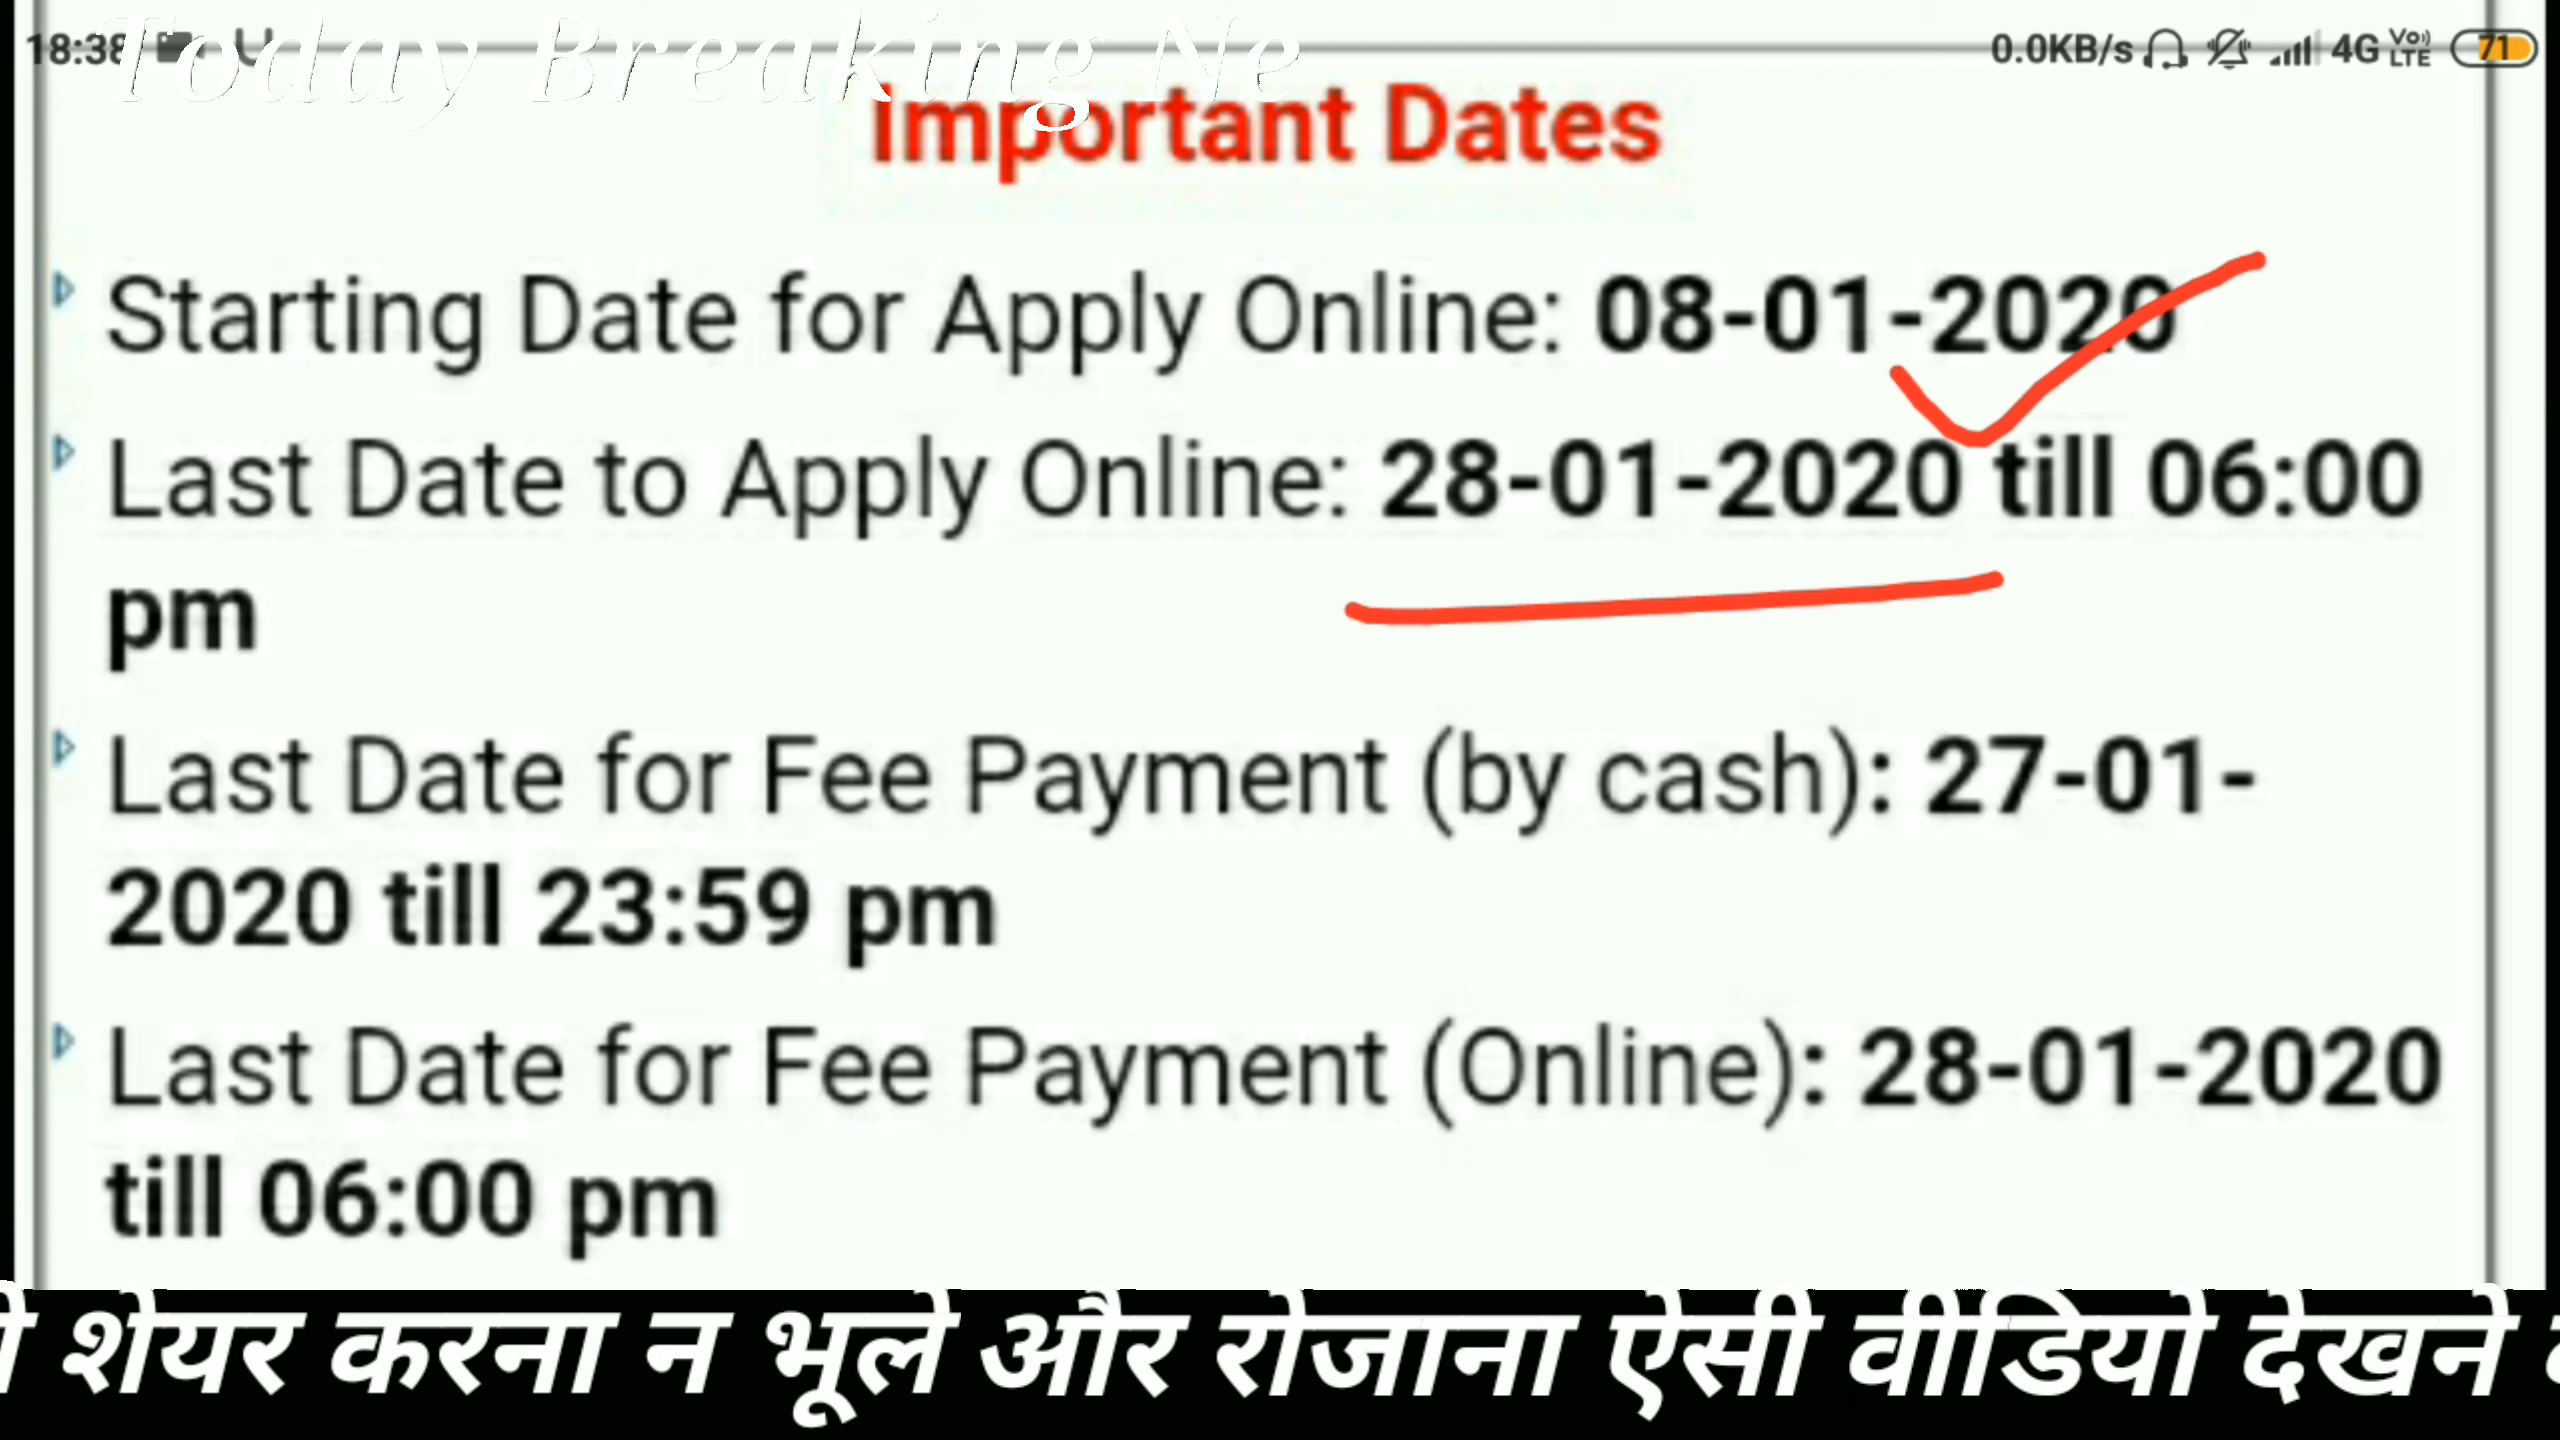 18:38
Today Breaking Ne
0.0KB/s 4G Vo)) LTE 71
Important Dates
Starting Date for Apply Online: 08-01-2020
Last Date to Apply Online: 28-01-2020 till 06:00
pm
Last Date for Fee Payment (by cash): 27-01-
2020 till 23:59 pm
Last Date for Fee Payment (Online): 28-01-2020
till 06:00 pm
शेयर करना न भूले और रोजाना ऐसी वीडियो देखने